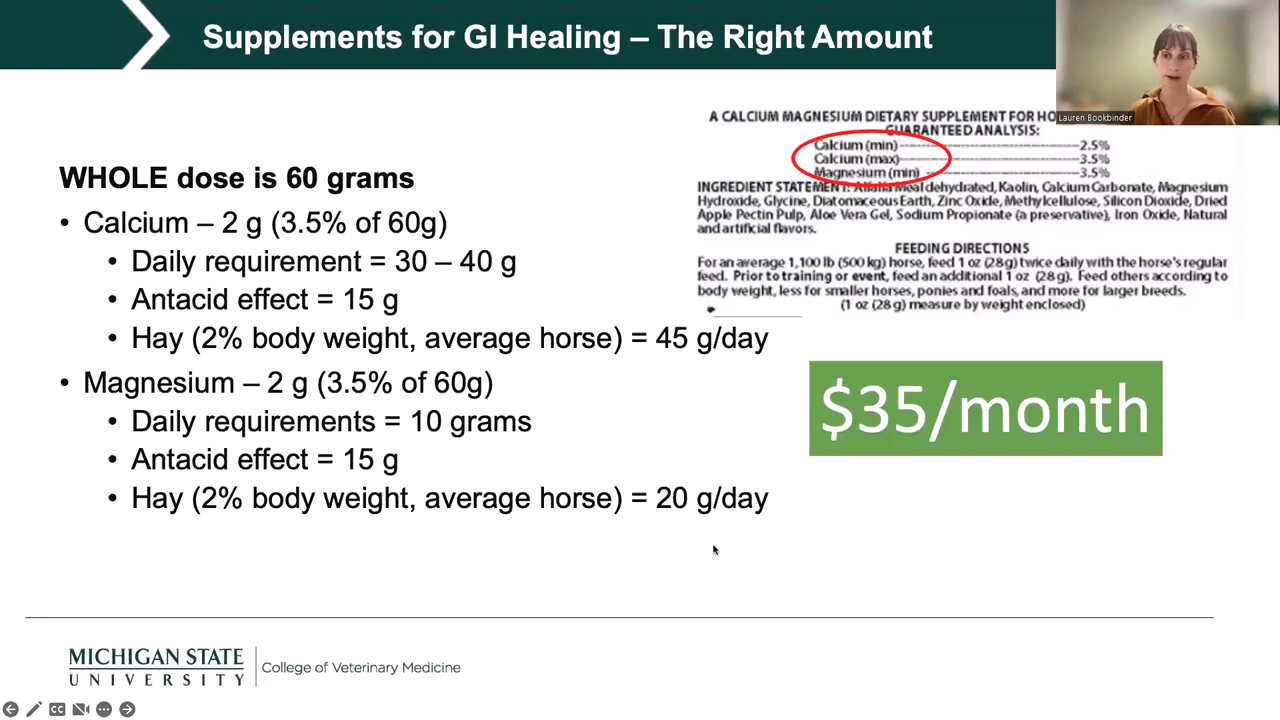 Supplements for GI Healing – The Right Amount
Lauren Bookbinder
WHOLE dose is 60 grams
• Calcium – 2 g (3.5% of 60g)
• Daily requirement = 30 – 40 g
• Antacid effect = 15 g
• Hay (2% body weight, average horse) = 45 g/day
• Magnesium – 2 g (3.5% of 60g)
• Daily requirements = 10 grams
• Antacid effect = 15 g
• Hay (2% body weight, average horse) = 20 g/day
A CALCIUM MAGNESIUM DIETARY SUPPLEMENT FOR HO
GUARANTEED ANALYSIS:
Calcium (min) 2.5%
Calcium (max) 3.5%
Magnesium (min) 3.5%
INGREDIENT STATEMENT: Alfalfa Meal dehydrated, Kaolin, Calcium Carbonate, Magnesium
Hydroxide, Glycine, Diatomaceous Earth, Zinc Oxide, Methylcellulose, Silicon Dioxide, Dried
Apple Pectin Pulp, Aloe Vera Gel, Sodium Propionate (a preservative), Iron Oxide, Natural
and artificial flavors.
FEEDING DIRECTIONS
For an average 1,100 lb (500 kg) horse, feed 1 oz (28g) twice daily with the horse's regular
feed. Prior to training or event, feed an additional 1 oz (28 g). Feed others according to
body weight, less for smaller horses, ponies and foals, and more for larger breeds.
(1 oz (28 g) measure by weight enclosed)
$35/month
MICHIGAN STATE
UNIVERSITY
College of Veterinary Medicine
CC